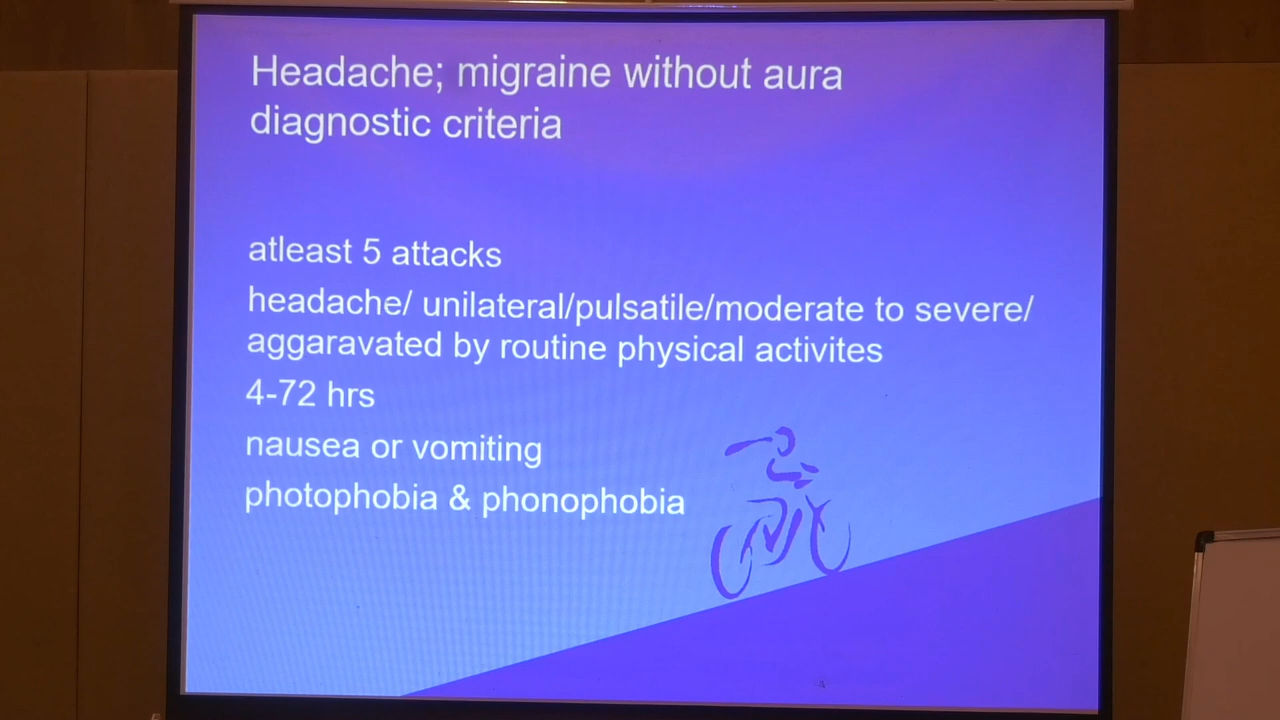 Headache; migraine without aura
diagnostic criteria
atleast 5 attacks
headache/ unilateral/pulsatile/moderate to severe/
aggaravated by routine physical activites
4-72 hrs
nausea or vomiting
photophobia & phonophobia